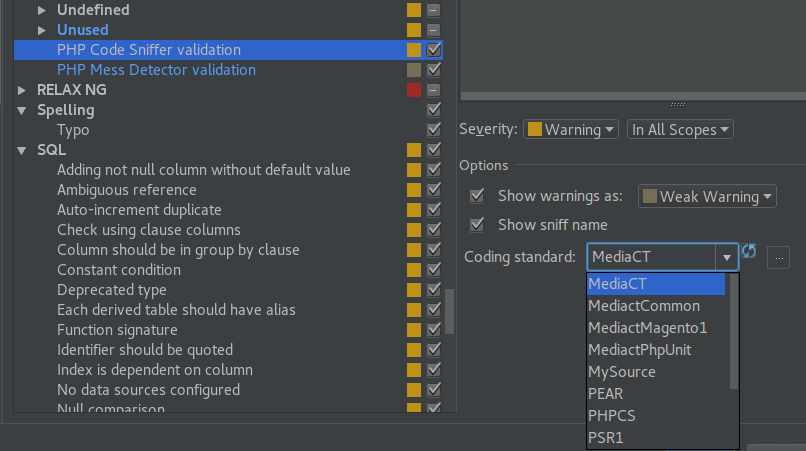 Undefined
Unused
PHP Code Sniffer validation
PHP Mess Detector validation
RELAX NG
Spelling
Typo
SQL
Adding not null column without default value
Ambiguous reference
Auto-increment duplicate
Check using clause columns
Column should be in group by clause
Constant condition
Deprecated type
Each derived table should have alias
Function signature
Identifier should be quoted
Index is dependent on column
No data sources configured
Null comparison
Severity: Warning In All Scopes
Options
Show warnings as: Weak Warning
Show sniff name
Coding standard: MediaCT ...
MediaCT
MediactCommon
MediactMagento1
MediactPhpUnit
MySource
PEAR
PHPCS
PSR1